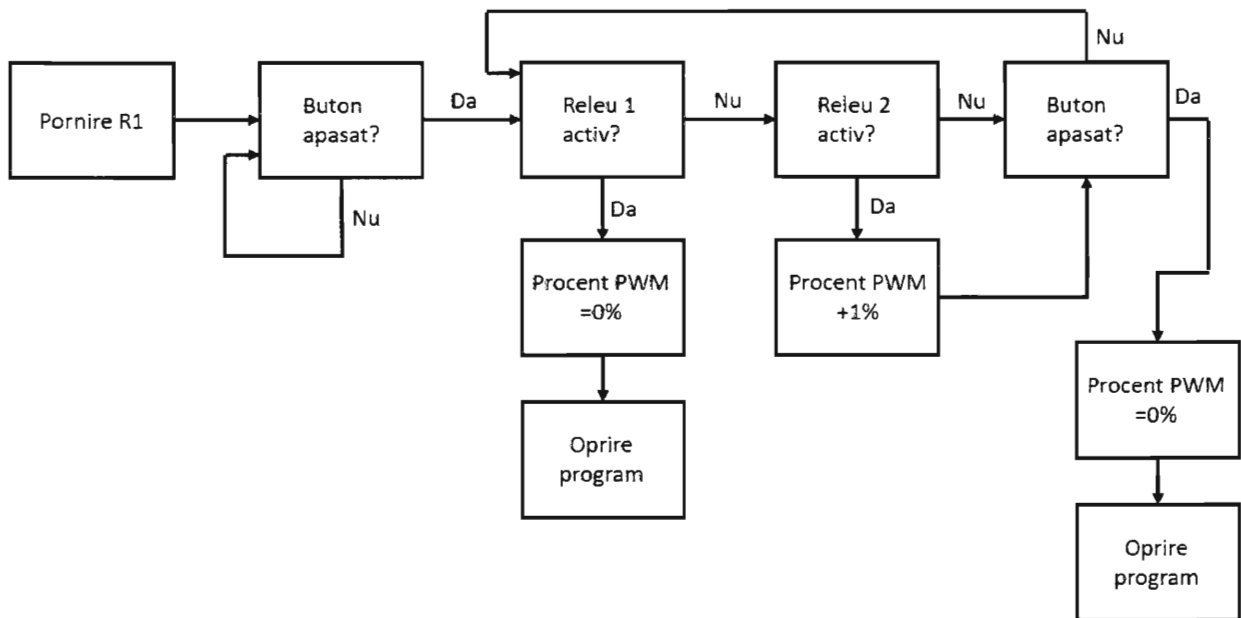 Nu
Pornire R1
Buton
apasat?
Da
Releu 1
activ?
Nu
Releu 2
activ?
Nu
Buton
apasat?
Da
Nu
Da
Da
Procent PWM
=0%
Procent PWM
+1%
Procent PWM
=0%
Oprire
program
Oprire
program